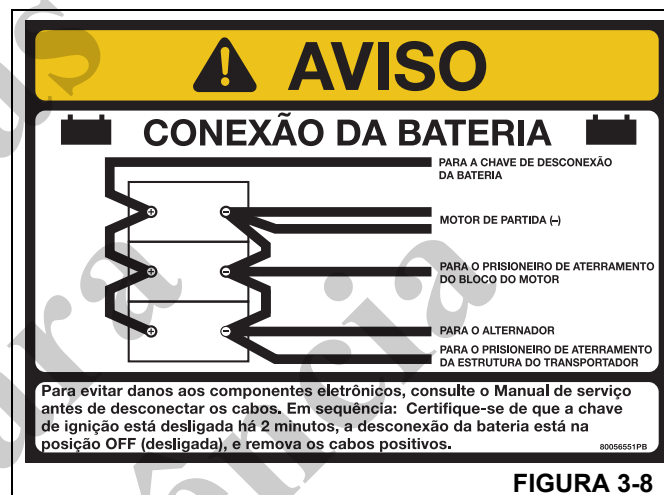 AVISO
CONEXÃO DA BATERIA
PARA A CHAVE DE DESCONEXÃO
DA BATERIA
MOTOR DE PARTIDA (–)
PARA O PRISIONEIRO DE ATERRAMENTO
DO BLOCO DO MOTOR
PARA O ALTERNADOR
PARA O PRISIONEIRO DE ATERRAMENTO
DA ESTRUTURA DO TRANSPORTADOR
Para evitar danos aos componentes eletrônicos, consulte o Manual de serviço
antes de desconectar os cabos. Em sequência: Certifique-se de que a chave
de ignição está desligada há 2 minutos, a desconexão da bateria está na
posição OFF (desligada), e remova os cabos positivos.
80056551PB
FIGURA 3-8